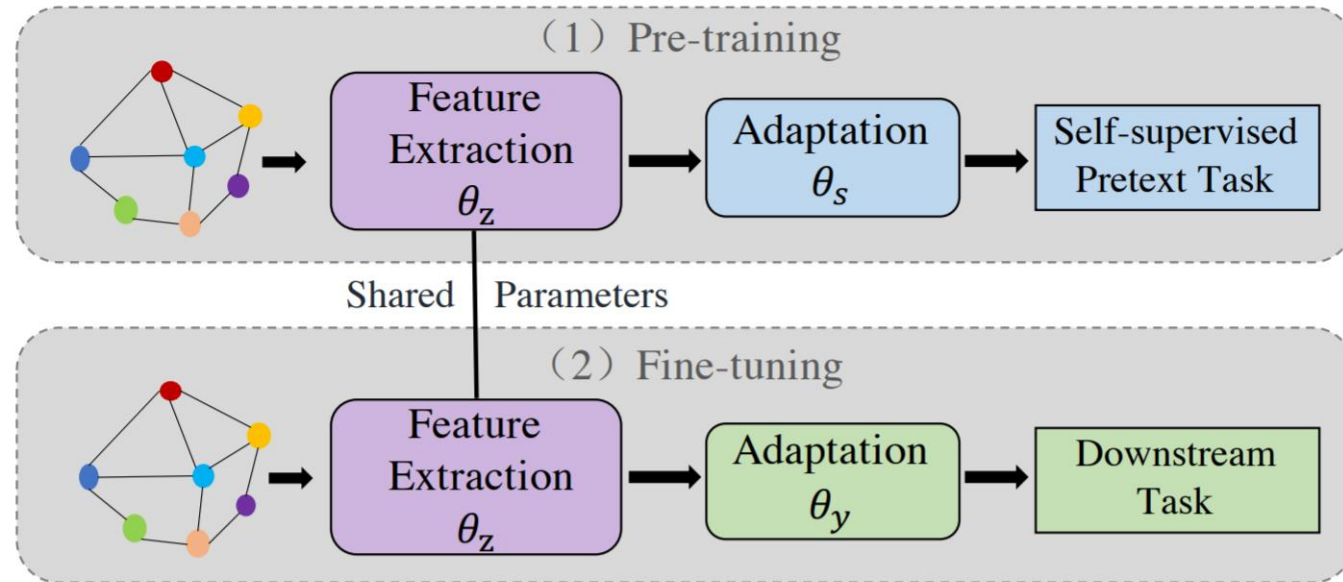 （1）Pre-training
Feature
Extraction
θz
Adaptation
θs
Self-supervised
Pretext Task
Shared Parameters
（2）Fine-tuning
Feature
Extraction
θz
Adaptation
θy
Downstream
Task